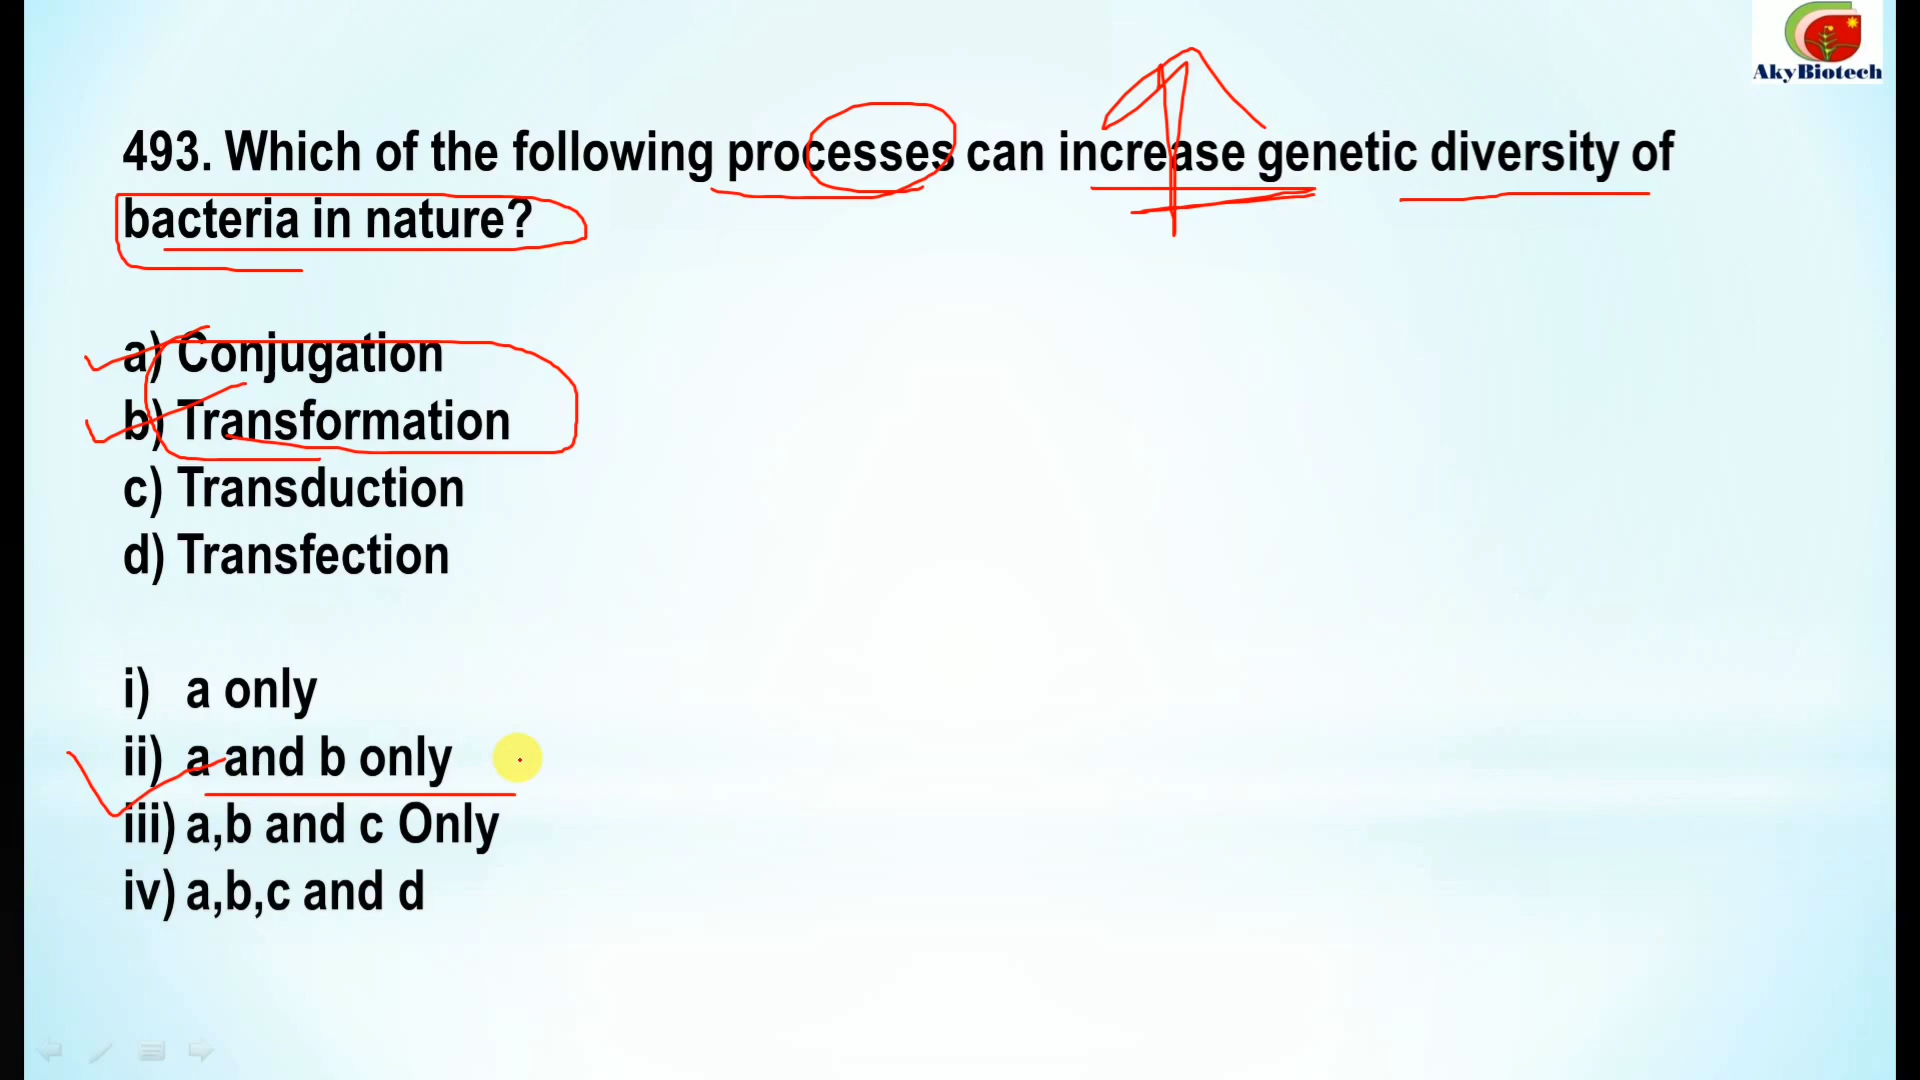 AkyBiotech
493. Which of the following processes can increase genetic diversity of
bacteria in nature?
a) Conjugation
b) Transformation
c) Transduction
d) Transfection
i) a only
ii) a and b only
iii) a,b and c Only
iv) a,b,c and d